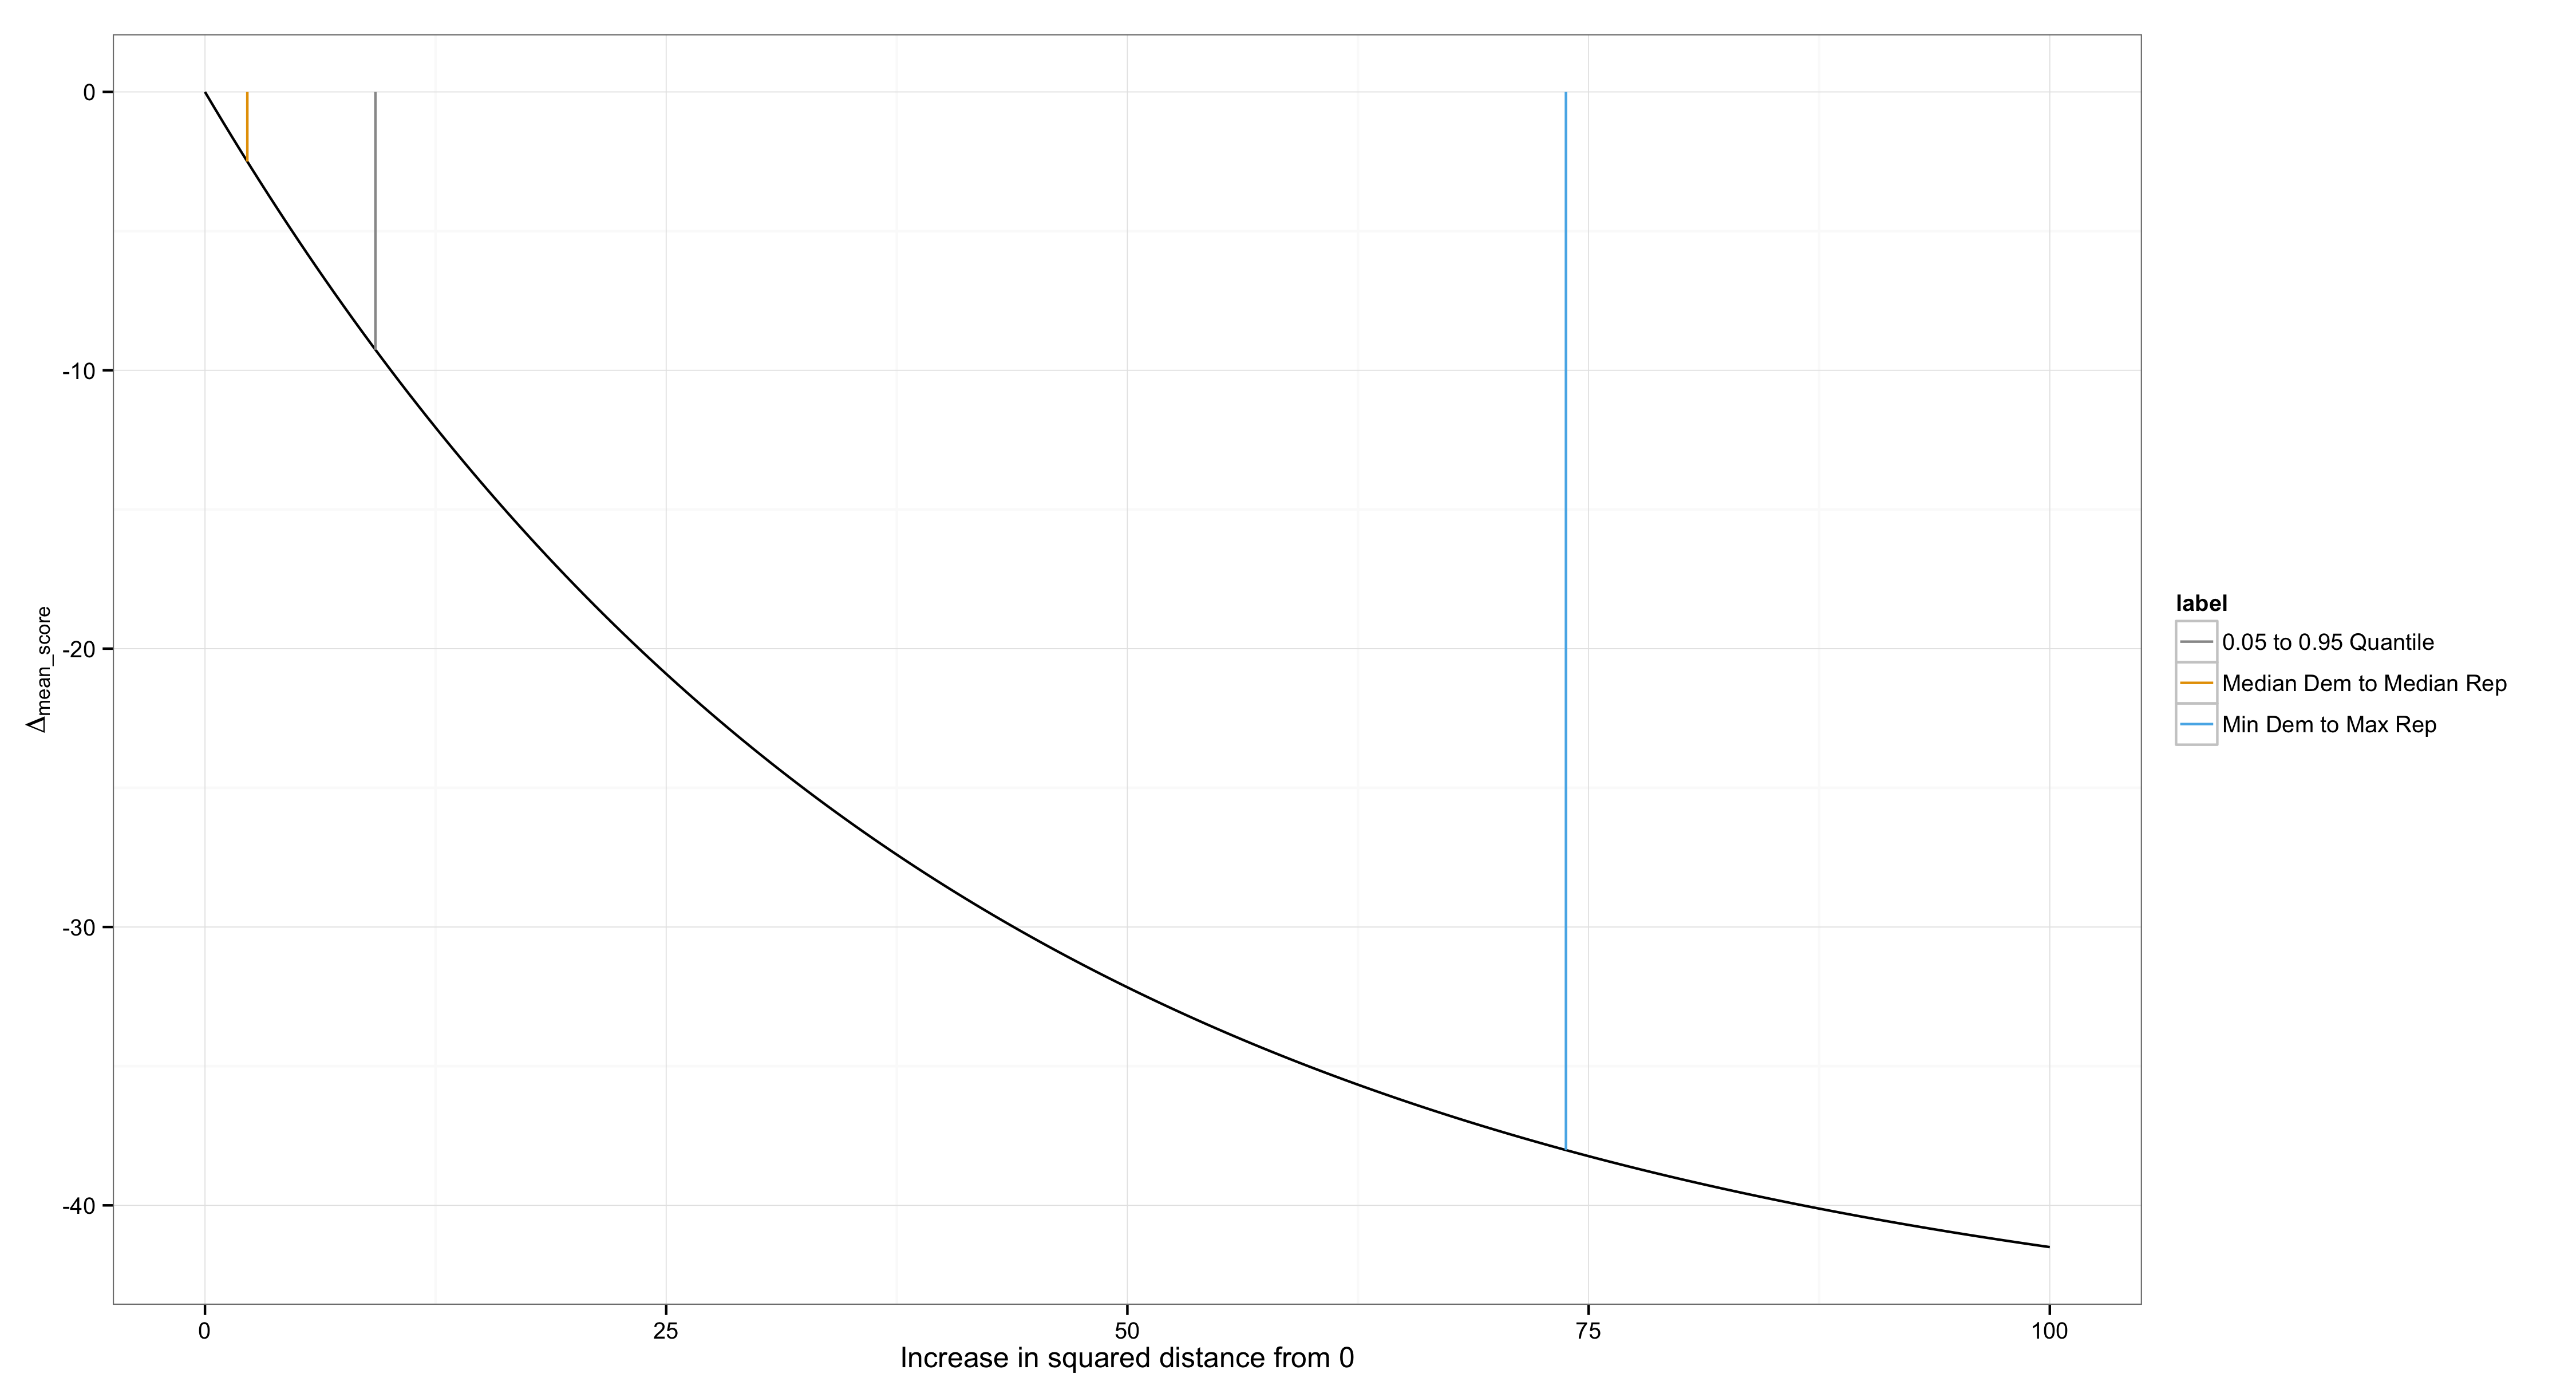 0
-10
-20
-30
-40
Δmean_score
0
25
50
75
100
Increase in squared distance from 0
label
0.05 to 0.95 Quantile
Median Dem to Median Rep
Min Dem to Max Rep